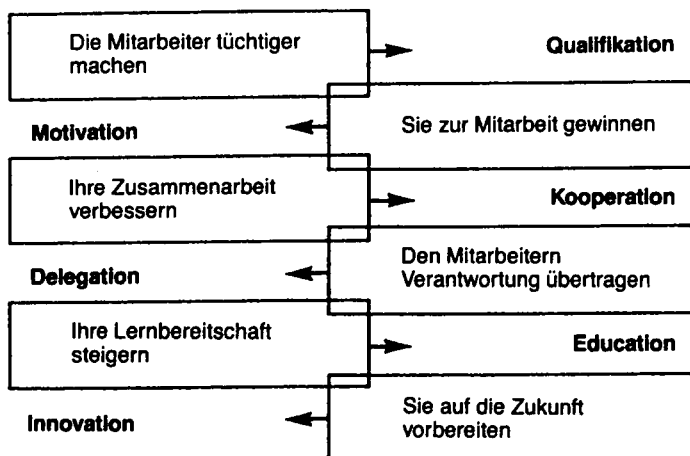 Die Mitarbeiter tüchtiger
machen
Qualifikation
Motivation
Sie zur Mitarbeit gewinnen
Ihre Zusammenarbeit
verbessern
Kooperation
Delegation
Den Mitarbeitern
Verantwortung übertragen
Ihre Lernbereitschaft
steigern
Education
Innovation
Sie auf die Zukunft
vorbereiten